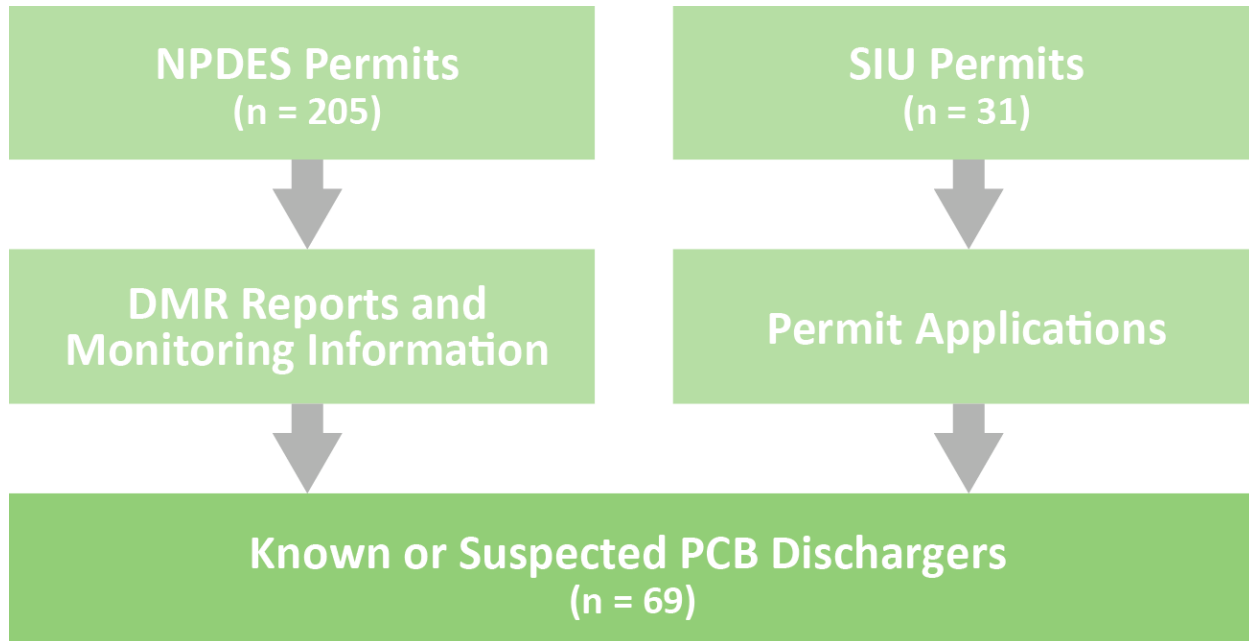 NPDES Permits
(n = 205)
SIU Permits
(n = 31)
DMR Reports and
Monitoring Information
Permit Applications
Known or Suspected PCB Dischargers
(n = 69)